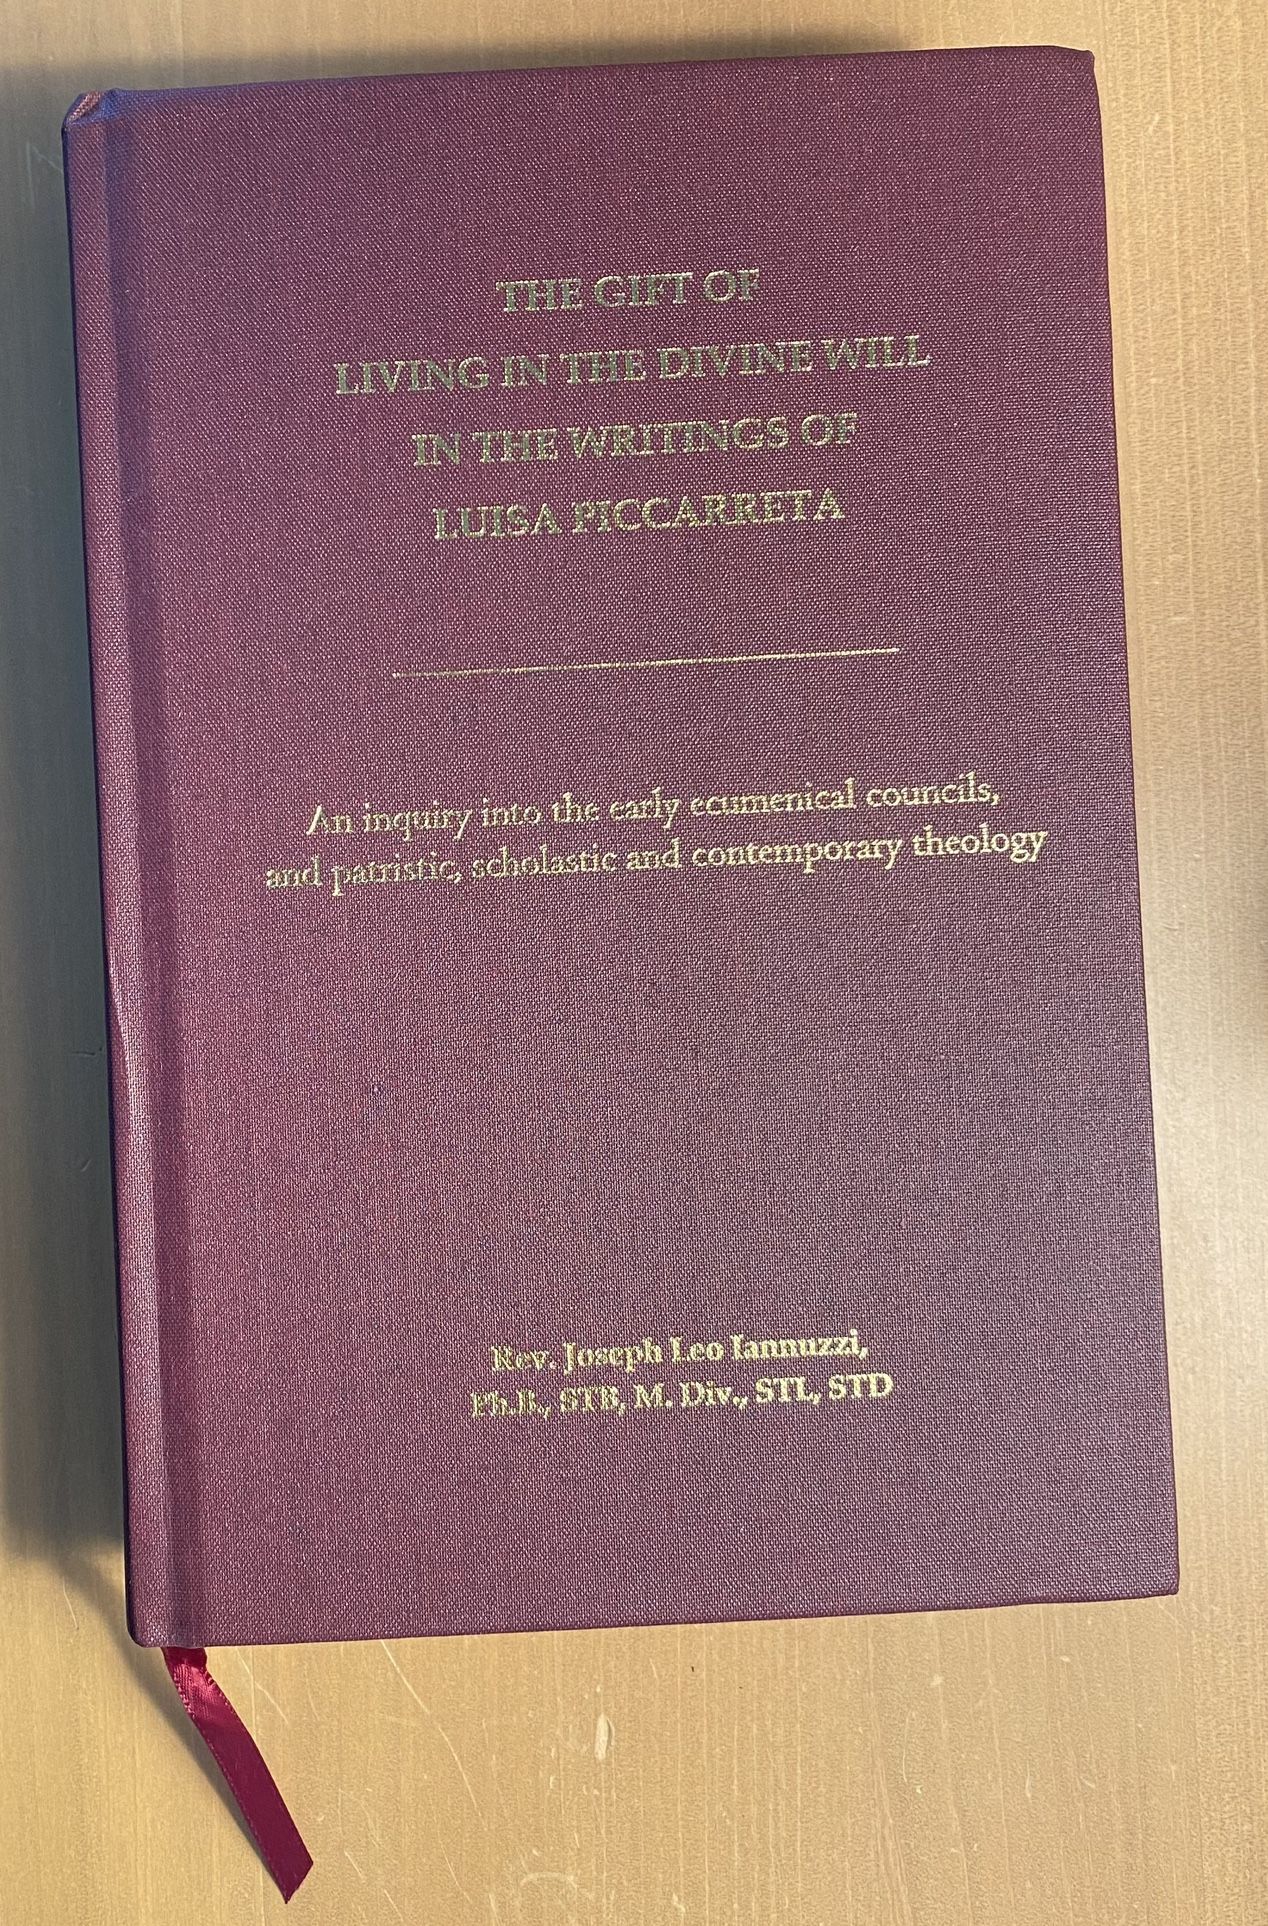 THE GIFT OF
LIVING IN THE DIVINE WILL
IN THE WRITINGS OF
LUISA PICCARRETA
An inquiry into the early ecumenical councils,
and patristic, scholastic and contemporary theology
Rev. Joseph Leo Iannuzzi,
Ph.B., STB, M. Div., STL, STD